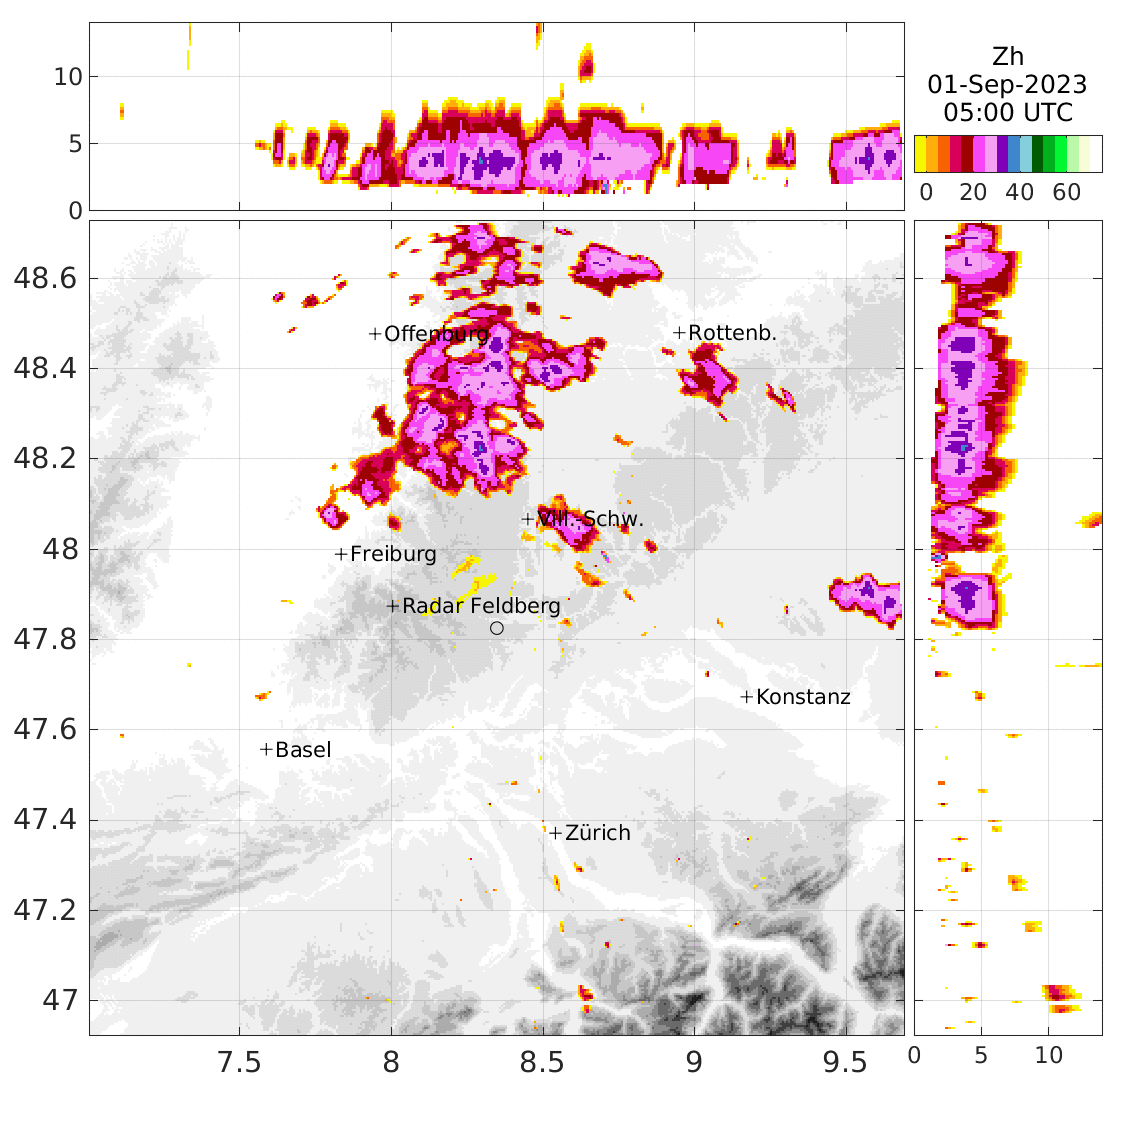 10
5
0
Zh
01-Sep-2023
05:00 UTC
0 20 40 60
48.6
48.4
48.2
48
47.8
47.6
47.4
47.2
47
Offenburg
Rottenb.
Vill.-Schw.
Freiburg
Radar Feldberg
Konstanz
Basel
Zürich
7.5 8 8.5 9 9.5
0 5 10